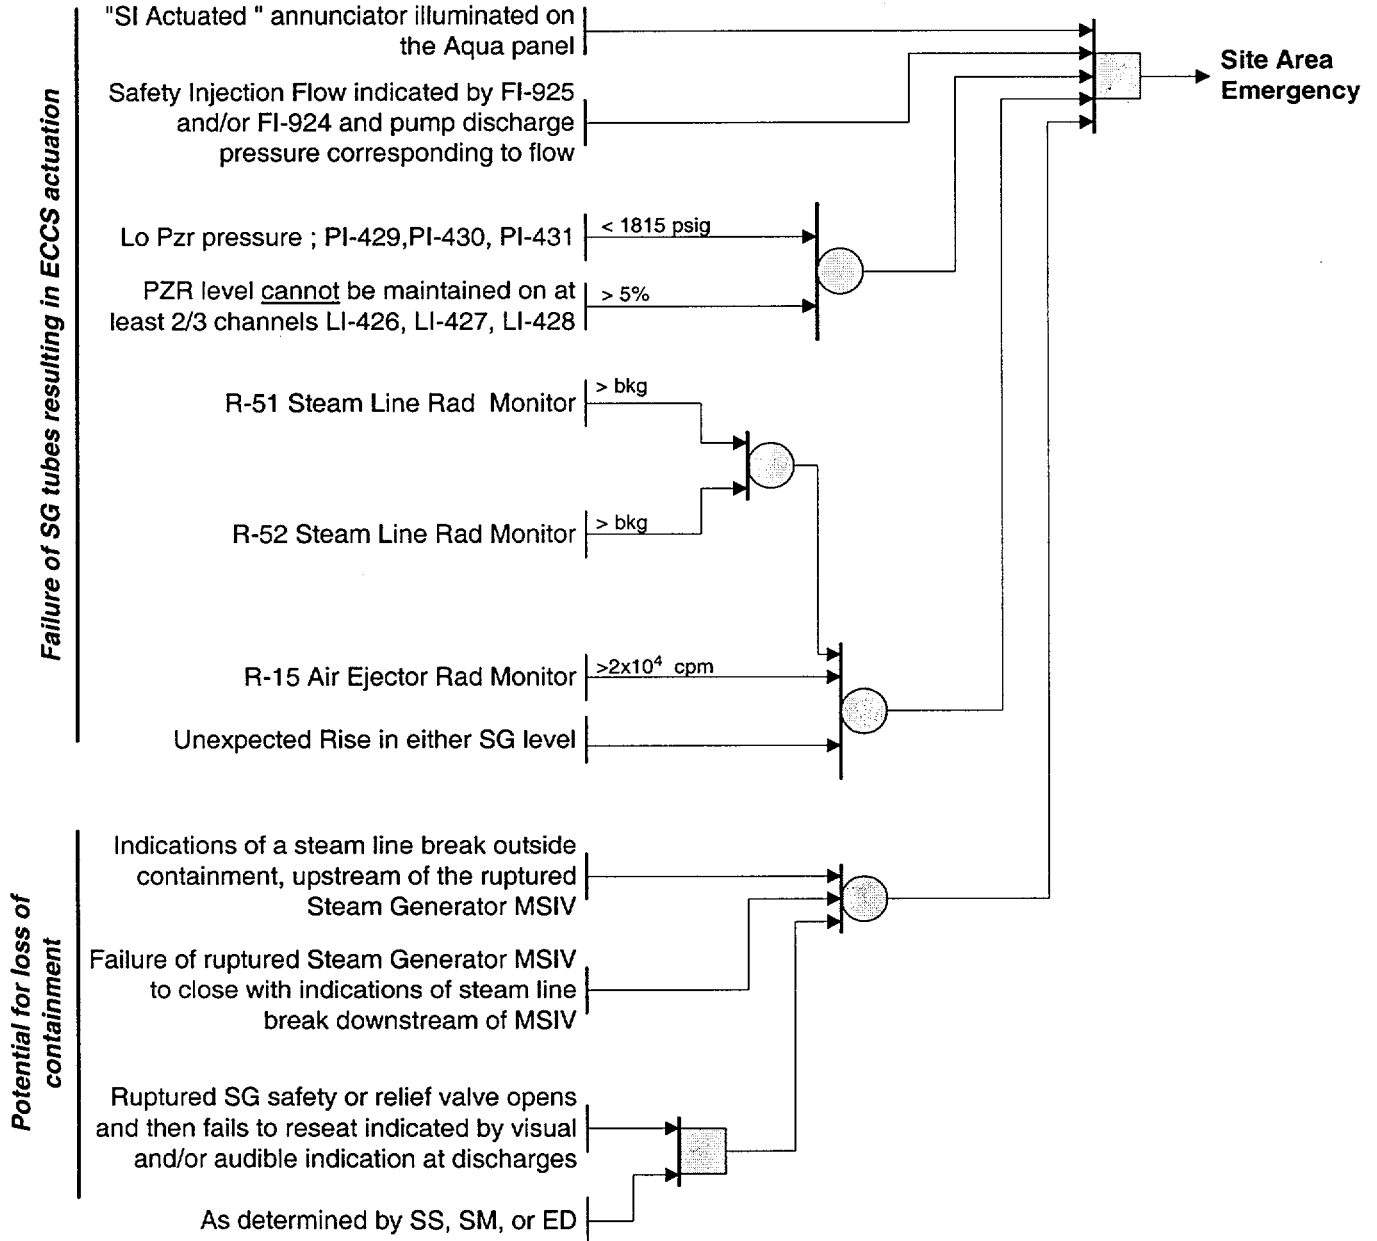 "SI Actuated " annunciator illuminated on
the Aqua panel
Site Area
Emergency
Safety Injection Flow indicated by FI-925
and/or FI-924 and pump discharge
pressure corresponding to flow
Failure of SG tubes resulting in ECCS actuation
Lo Pzr pressure ; PI-429,PI-430, PI-431
< 1815 psig
PZR level cannot be maintained on at
least 2/3 channels LI-426, LI-427, LI-428
> 5%
R-51 Steam Line Rad Monitor
> bkg
R-52 Steam Line Rad Monitor
> bkg
R-15 Air Ejector Rad Monitor
>2x10⁴ cpm
Unexpected Rise in either SG level
Potential for loss of
containment
Indications of a steam line break outside
containment, upstream of the ruptured
Steam Generator MSIV
Failure of ruptured Steam Generator MSIV
to close with indications of steam line
break downstream of MSIV
Ruptured SG safety or relief valve opens
and then fails to reseat indicated by visual
and/or audible indication at discharges
As determined by SS, SM, or ED